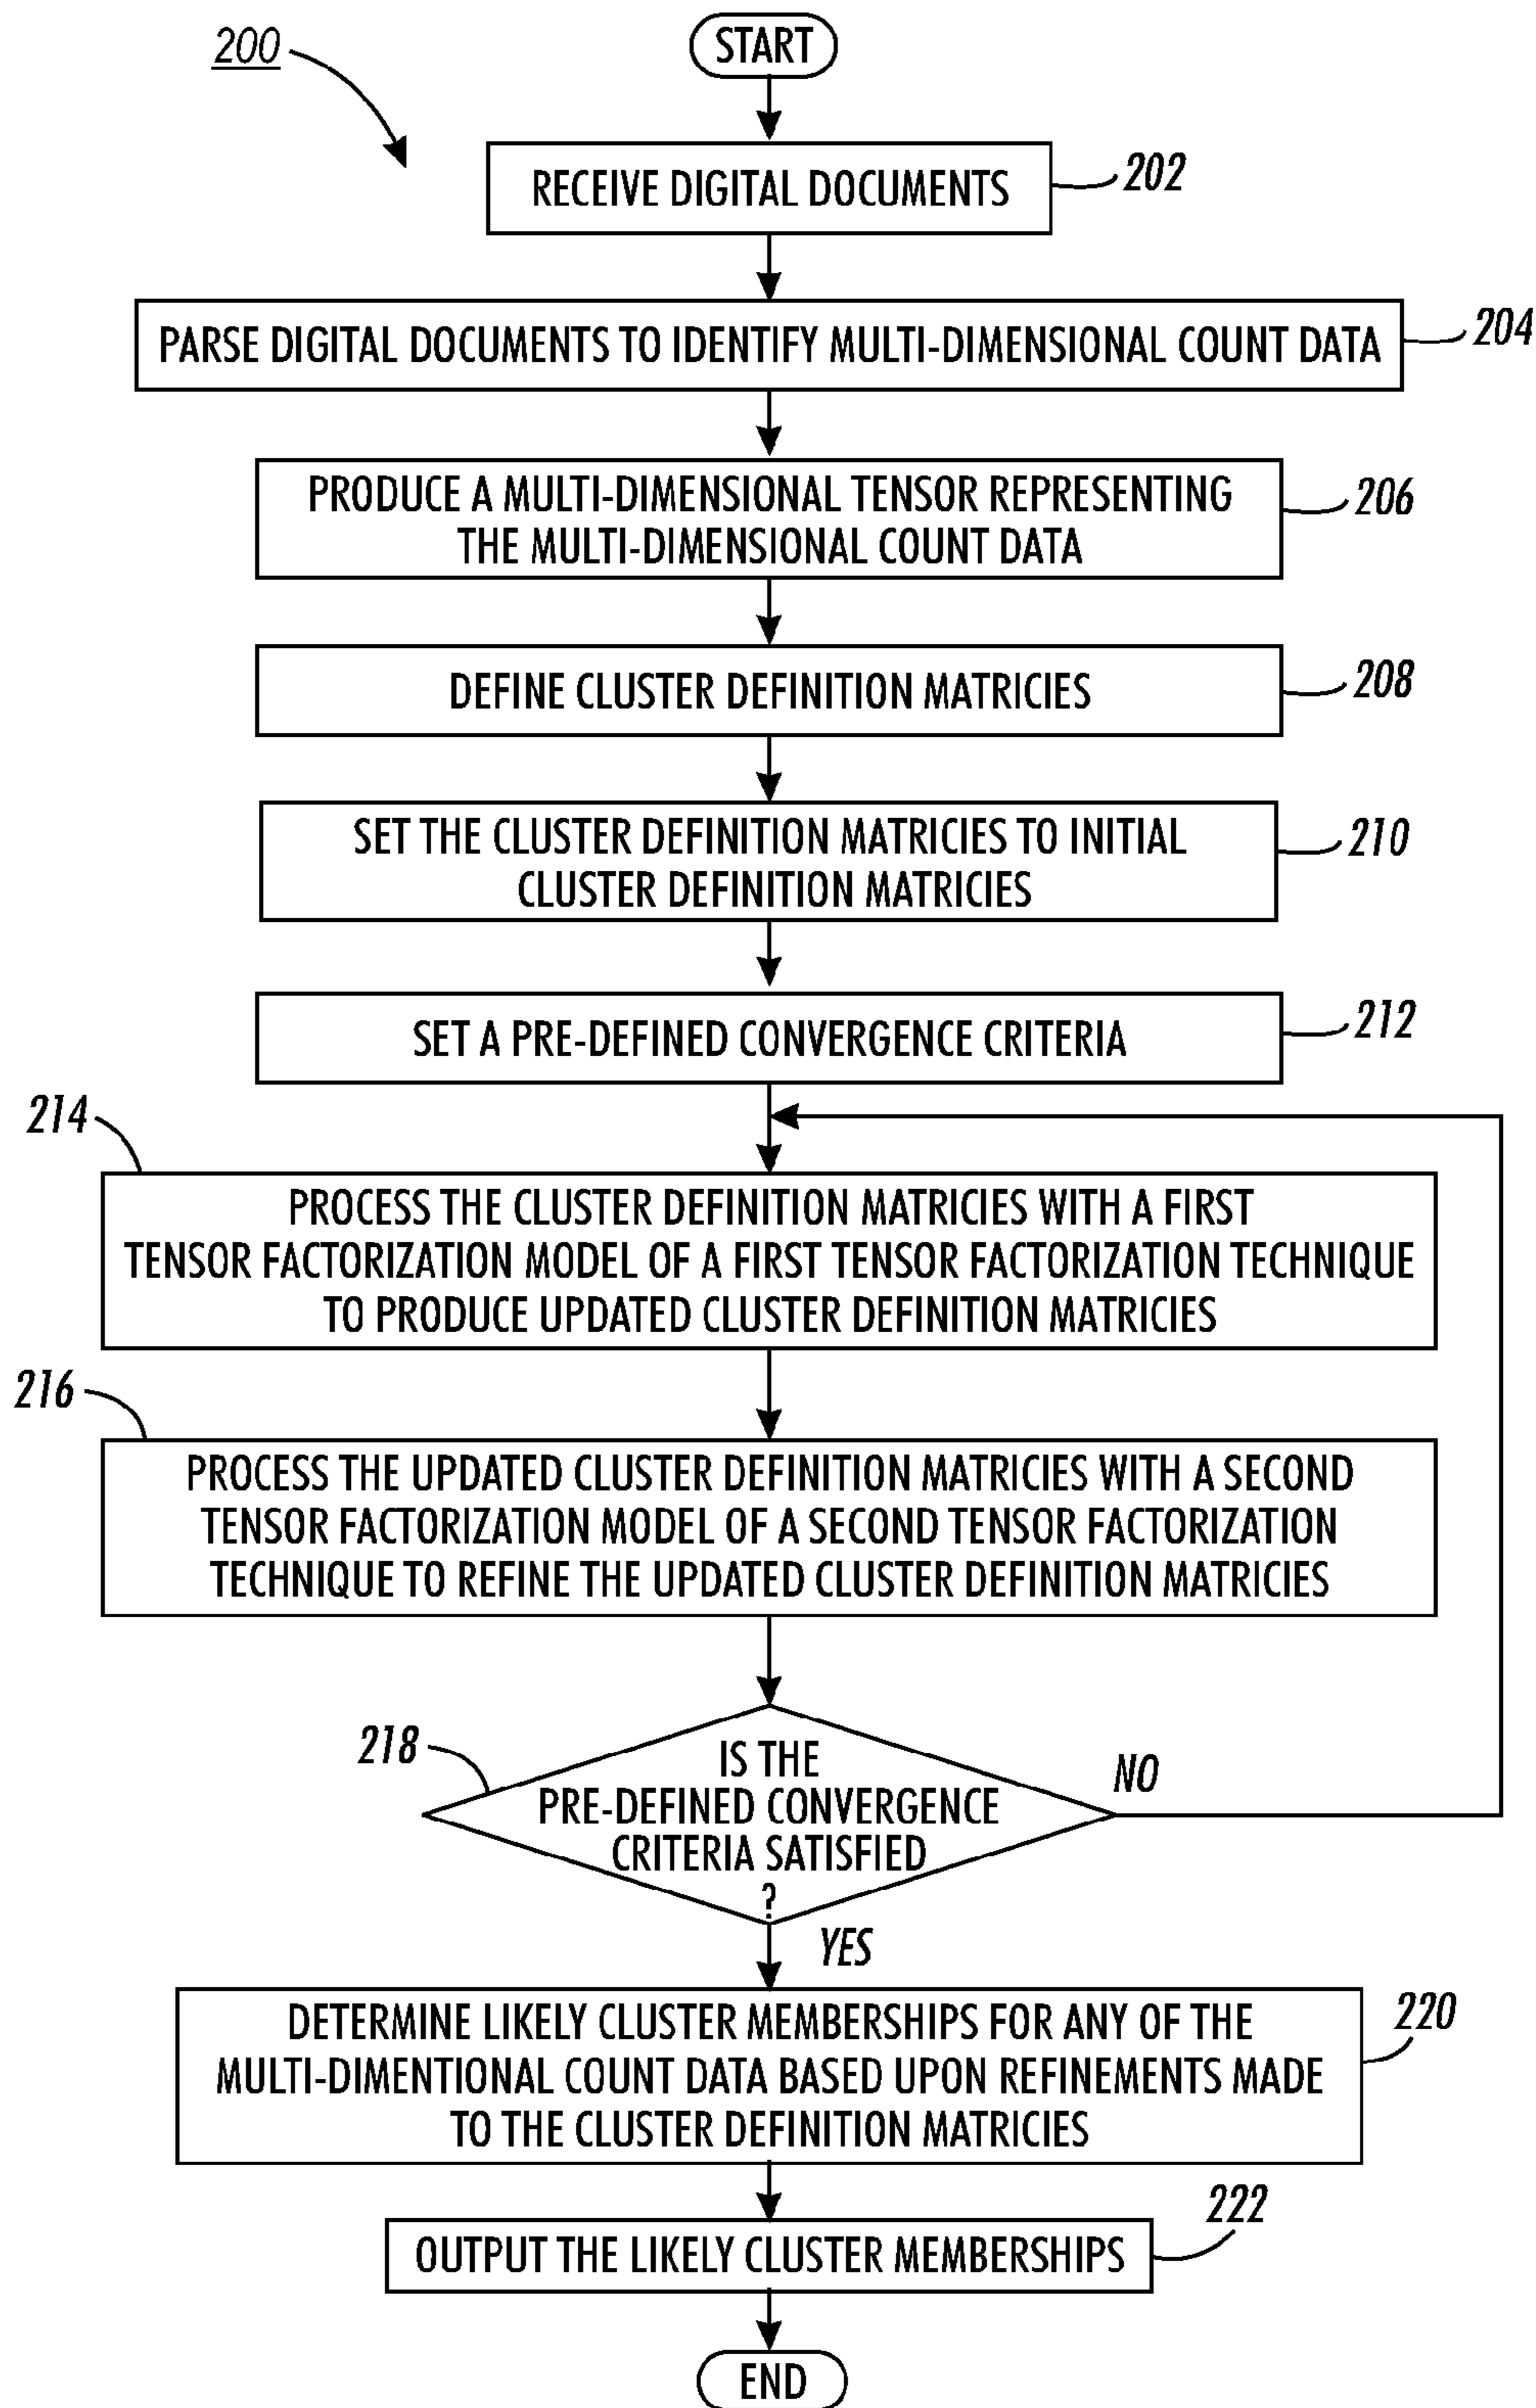 200
START
RECEIVE DIGITAL DOCUMENTS
202
PARSE DIGITAL DOCUMENTS TO IDENTIFY MULTI-DIMENSIONAL COUNT DATA
204
PRODUCE A MULTI-DIMENSIONAL TENSOR REPRESENTING
THE MULTI-DIMENSIONAL COUNT DATA
206
DEFINE CLUSTER DEFINITION MATRICIES
208
SET THE CLUSTER DEFINITION MATRICIES TO INITIAL
CLUSTER DEFINITION MATRICIES
210
SET A PRE-DEFINED CONVERGENCE CRITERIA
212
214
PROCESS THE CLUSTER DEFINITION MATRICIES WITH A FIRST
TENSOR FACTORIZATION MODEL OF A FIRST TENSOR FACTORIZATION TECHNIQUE
TO PRODUCE UPDATED CLUSTER DEFINITION MATRICIES
216
PROCESS THE UPDATED CLUSTER DEFINITION MATRICIES WITH A SECOND
TENSOR FACTORIZATION MODEL OF A SECOND TENSOR FACTORIZATION
TECHNIQUE TO REFINE THE UPDATED CLUSTER DEFINITION MATRICIES
218
IS THE
PRE-DEFINED CONVERGENCE
CRITERIA SATISFIED
?
NO
YES
DETERMINE LIKELY CLUSTER MEMBERSHIPS FOR ANY OF THE
MULTI-DIMENTIONAL COUNT DATA BASED UPON REFINEMENTS MADE
TO THE CLUSTER DEFINITION MATRICIES
220
OUTPUT THE LIKELY CLUSTER MEMBERSHIPS
222
END